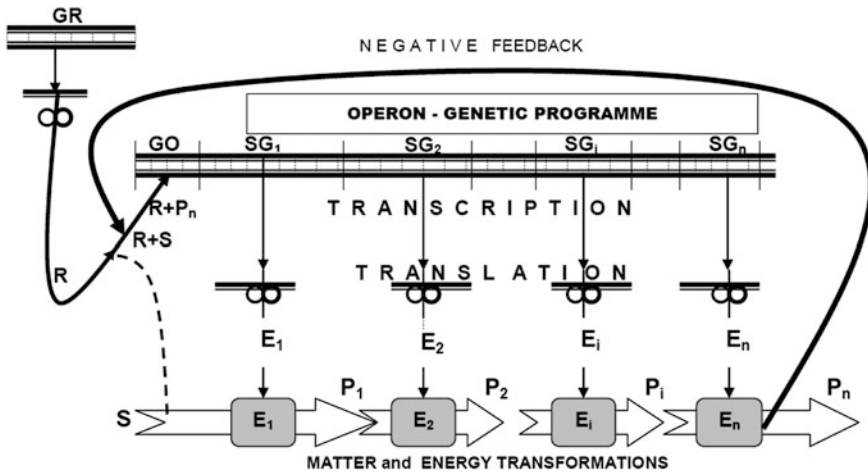 GR
NEGATIVE FEEDBACK
OPERON - GENETIC PROGRAMME
GO SG1 SG2 SGi SGn
R+Pn
TRANSCRIPTION
R+S
R
TRANSLATION
E1 E2 Ei En
P1 P2 Pi Pn
S E1 E2 Ei En
MATTER and ENERGY TRANSFORMATIONS